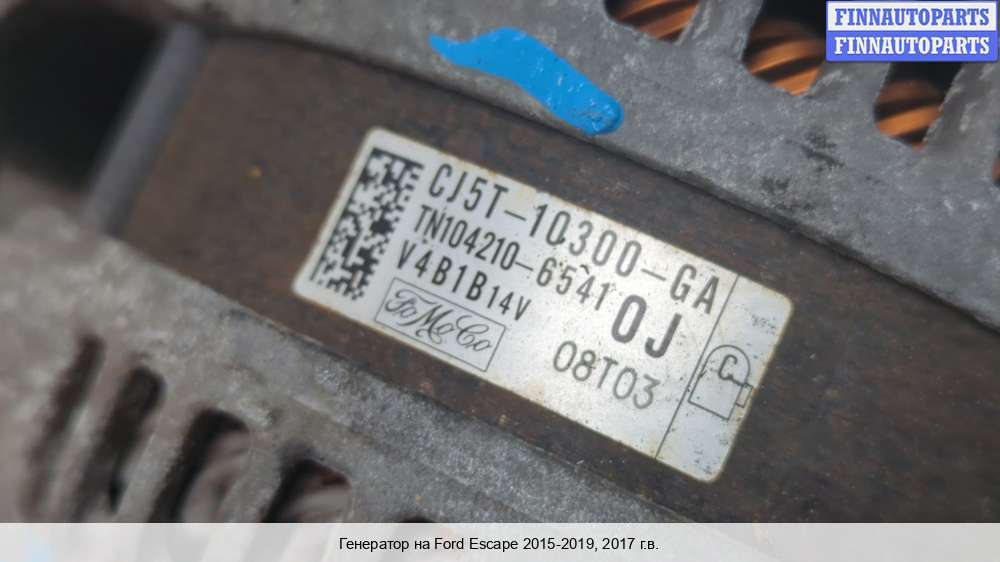 FINNAUTOPARTS
FINNAUTOPARTS
CJ5T-10300-GA
TN104210-6541
V4B1B14V
0J
FoMoCo
08T03
C
Генератор на Ford Escape 2015-2019, 2017 г.в.